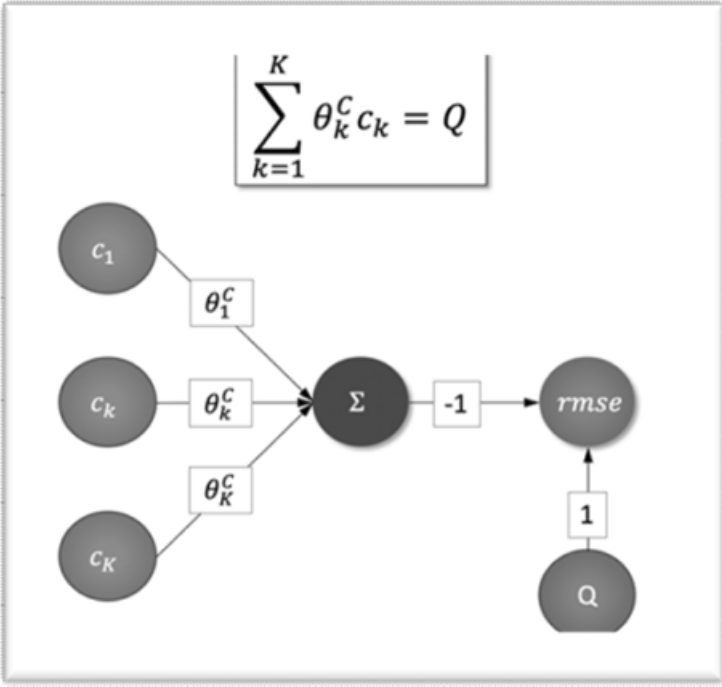 K
∑ θ_k^C c_k = Q
k=1
c_1
θ_1^C
c_k θ_k^C Σ -1 rmse
θ_K^C
1
c_K
Q